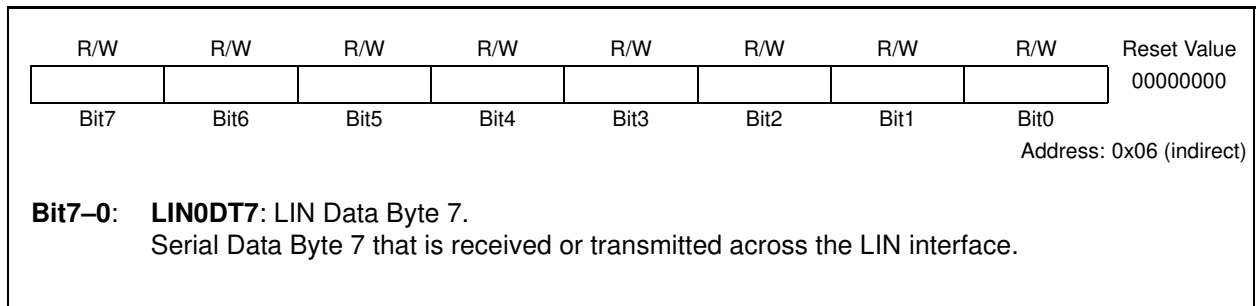 R/W R/W R/W R/W R/W R/W R/W R/W Reset Value
00000000
Bit7 Bit6 Bit5 Bit4 Bit3 Bit2 Bit1 Bit0
Address: 0x06 (indirect)
Bit7–0: LIN0DT7: LIN Data Byte 7.
Serial Data Byte 7 that is received or transmitted across the LIN interface.